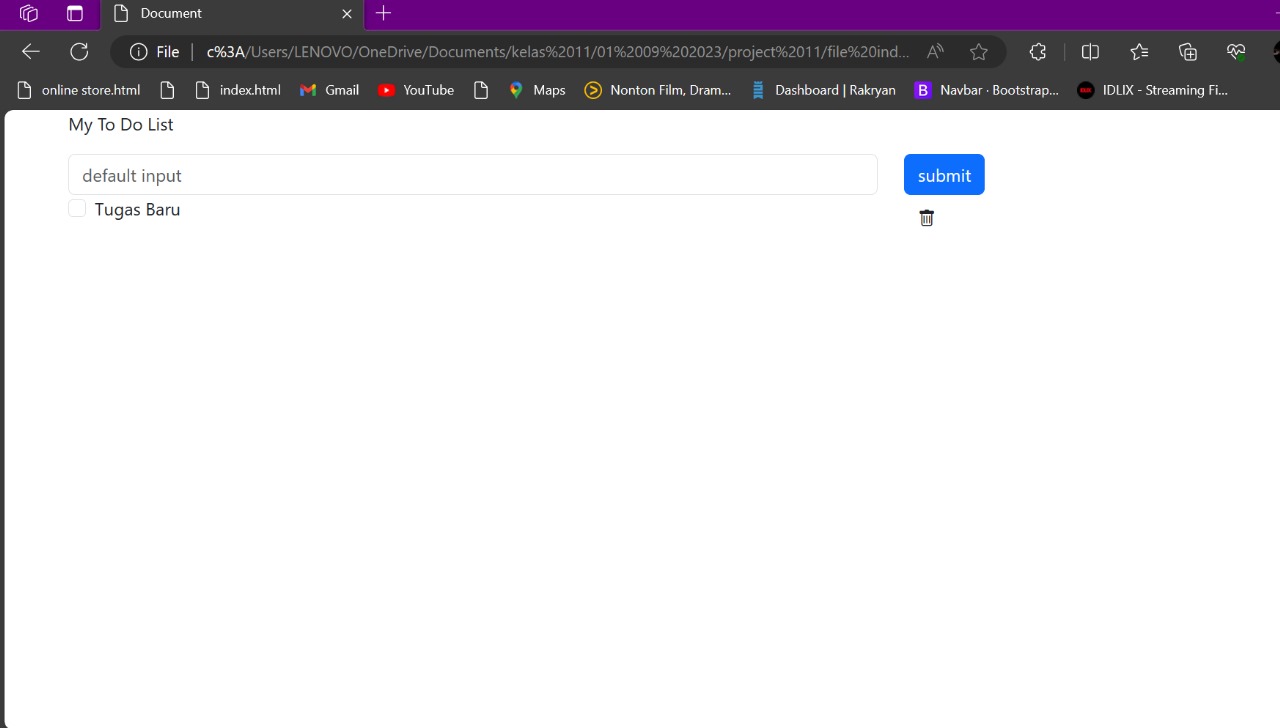 Document
File c%3A/Users/LENOVO/OneDrive/Documents/kelas%2011/01%2009%202023/project%2011/file%20ind...
online store.html index.html Gmail YouTube Maps Nonton Film, Dram... Dashboard | Rakryan B Navbar · Bootstrap... IDLIX - Streaming Fi...
My To Do List
default input submit
Tugas Baru